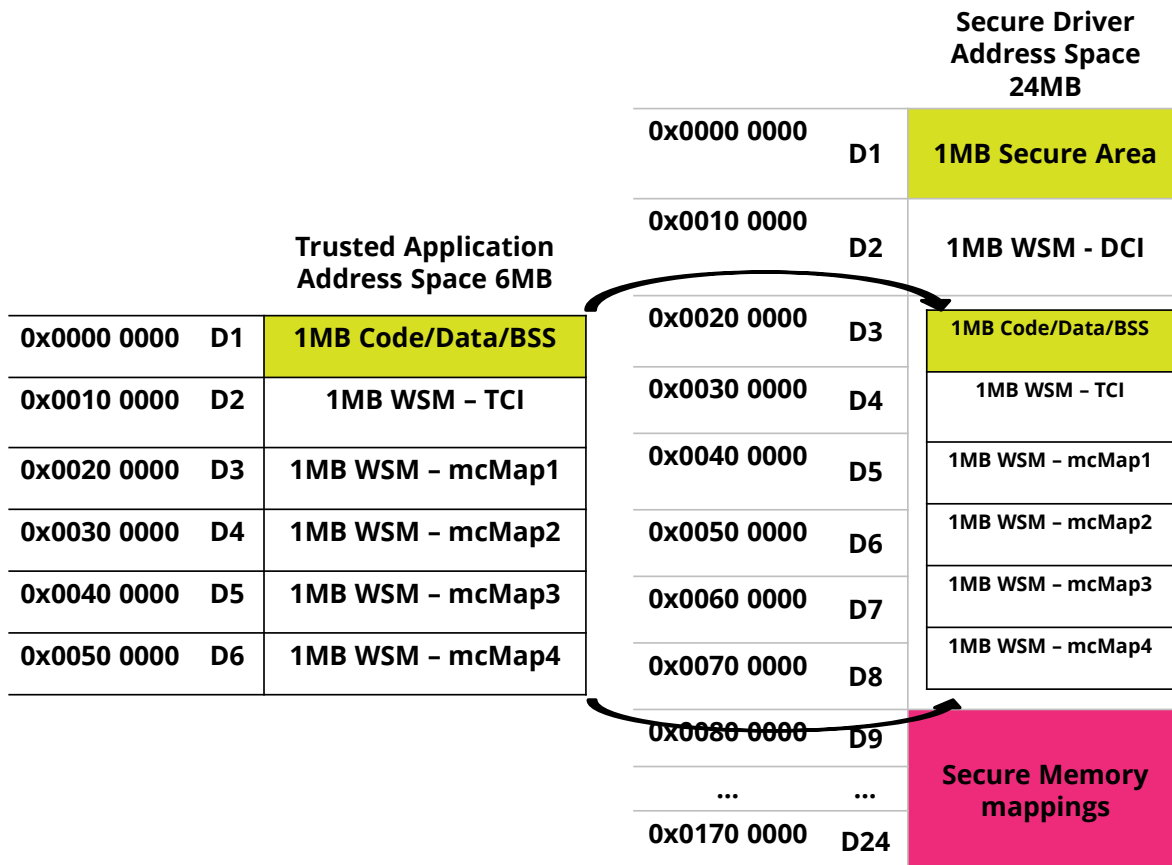 Secure Driver
Address Space
24MB
0x0000 0000
D1
1MB Secure Area
0x0010 0000
D2
1MB WSM - DCI
Trusted Application
Address Space 6MB
0x0000 0000 D1 1MB Code/Data/BSS
0x0010 0000 D2 1MB WSM – TCI
0x0020 0000 D3 1MB WSM – mcMap1
0x0030 0000 D4 1MB WSM – mcMap2
0x0040 0000 D5 1MB WSM – mcMap3
0x0050 0000 D6 1MB WSM – mcMap4
0x0020 0000 D3 1MB Code/Data/BSS
0x0030 0000 D4 1MB WSM – TCI
0x0040 0000 D5 1MB WSM – mcMap1
0x0050 0000 D6 1MB WSM – mcMap2
0x0060 0000 D7 1MB WSM – mcMap3
0x0070 0000 D8 1MB WSM – mcMap4
0x0080 0000 D9
... ...
0x0170 0000 D24
Secure Memory
mappings